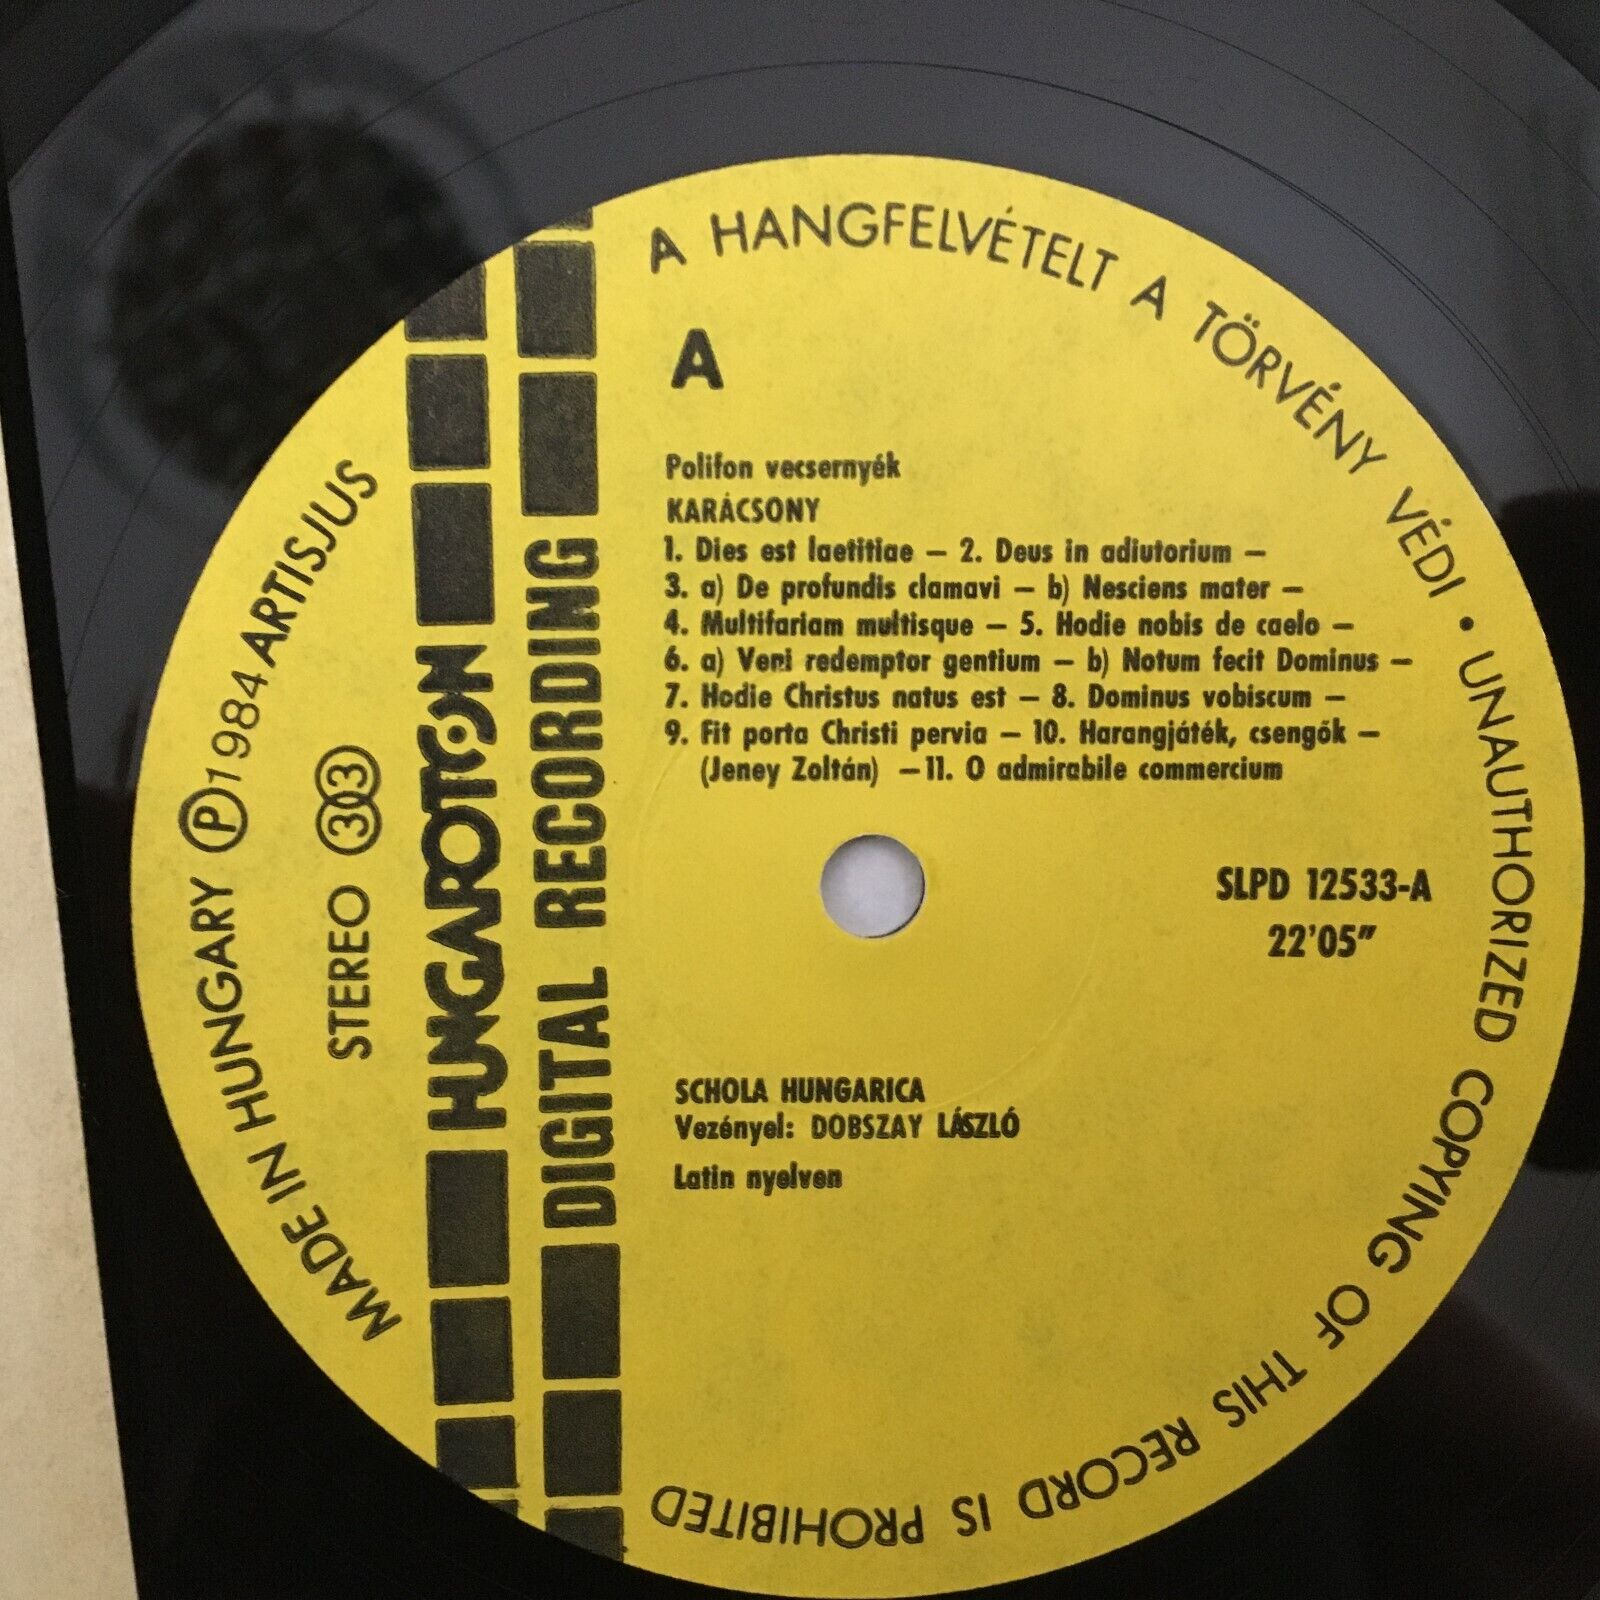 A HANGFELVÉTELT A TÖRVÉNY VÉDI • UNAUTHORIZED COPYING OF THIS RECORD IS PROHIBITED
A
Polifon vecsernyék
KARÁCSONY
1. Dies est laetitiae – 2. Deus in adiutorium –
3. a) De profundis clamavi – b) Nesciens mater –
4. Multifariam multisque – 5. Hodie nobis de caelo –
6. a) Veni redemptor gentium – b) Notum fecit Dominus –
7. Hodie Christus natus est – 8. Dominus vobiscum –
9. Fit porta Christi pervia – 10. Harangjáték, csengők –
(Jeney Zoltán) –11. O admirabile commercium
SLPD 12533-A
22'05"
SCHOLA HUNGARICA
Vezényel: DOBSZAY LÁSZLÓ
Latin nyelven
HUNGAROTON
DIGITAL RECORDING
STEREO 303
MADE IN HUNGARY Ⓟ 1984 ARTISJUS